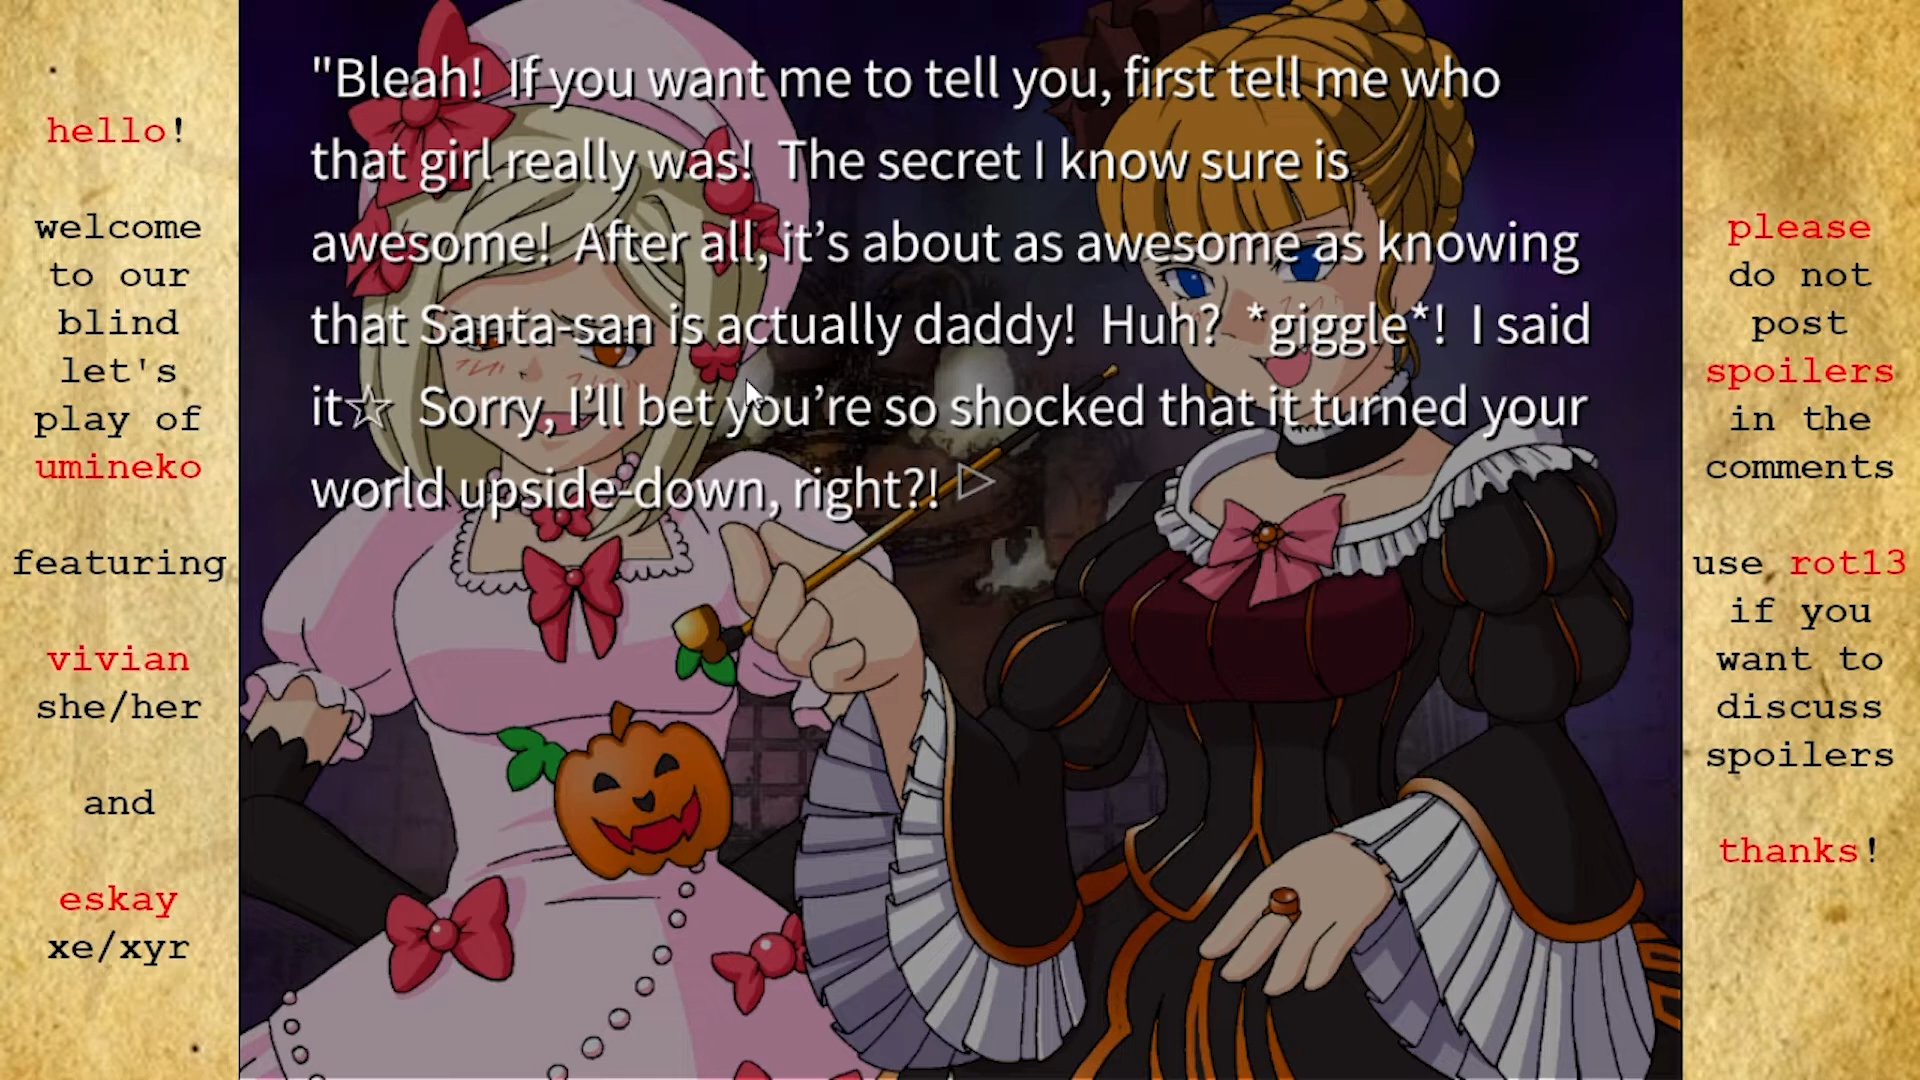 hello!
welcome
to our
blind
let's
play of
umineko
featuring
vivian
she/her
and
eskay
xe/xyr
"Bleah!  If you want me to tell you, first tell me who
that girl really was!  The secret I know sure is
awesome!  After all, it’s about as awesome as knowing
that Santa-san is actually daddy!  Huh?  *giggle*!  I said
it☆  Sorry, I’ll bet you’re so shocked that it turned your
world upside-down, right?!
please
do not
post
spoilers
in the
comments
use rot13
if you
want to
discuss
spoilers
thanks!